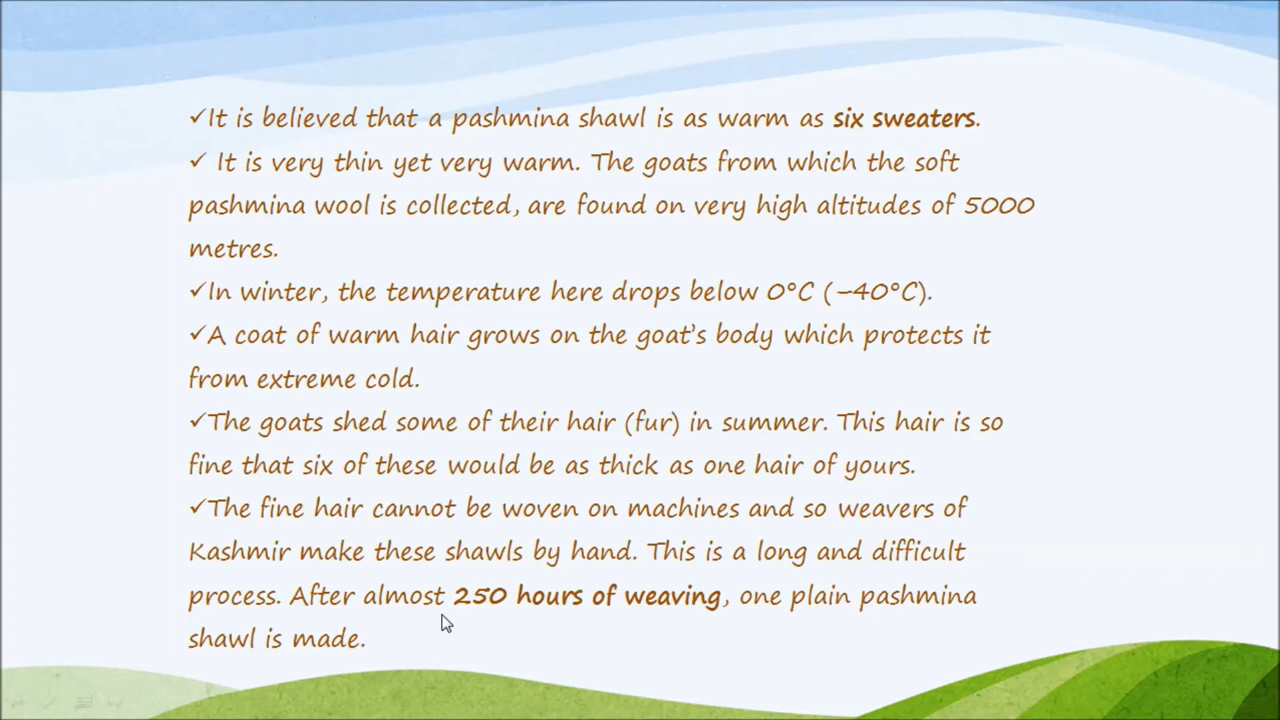 ✓It is believed that a pashmina shawl is as warm as six sweaters.
✓ It is very thin yet very warm. The goats from which the soft
pashmina wool is collected, are found on very high altitudes of 5000
metres.
✓In winter, the temperature here drops below 0°C (–40°C).
✓A coat of warm hair grows on the goat's body which protects it
from extreme cold.
✓The goats shed some of their hair (fur) in summer. This hair is so
fine that six of these would be as thick as one hair of yours.
✓The fine hair cannot be woven on machines and so weavers of
Kashmir make these shawls by hand. This is a long and difficult
process. After almost 250 hours of weaving, one plain pashmina
shawl is made.